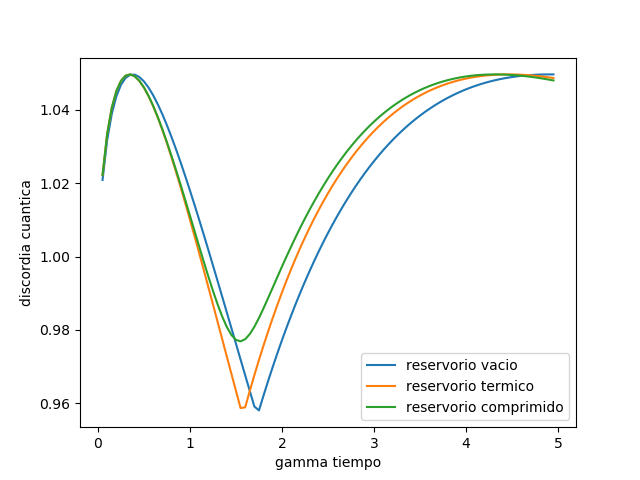 discordia cuantica
1.04
1.02
1.00
0.98
0.96
0
1
2
3
4
5
gamma tiempo
reservorio vacio
reservorio termico
reservorio comprimido